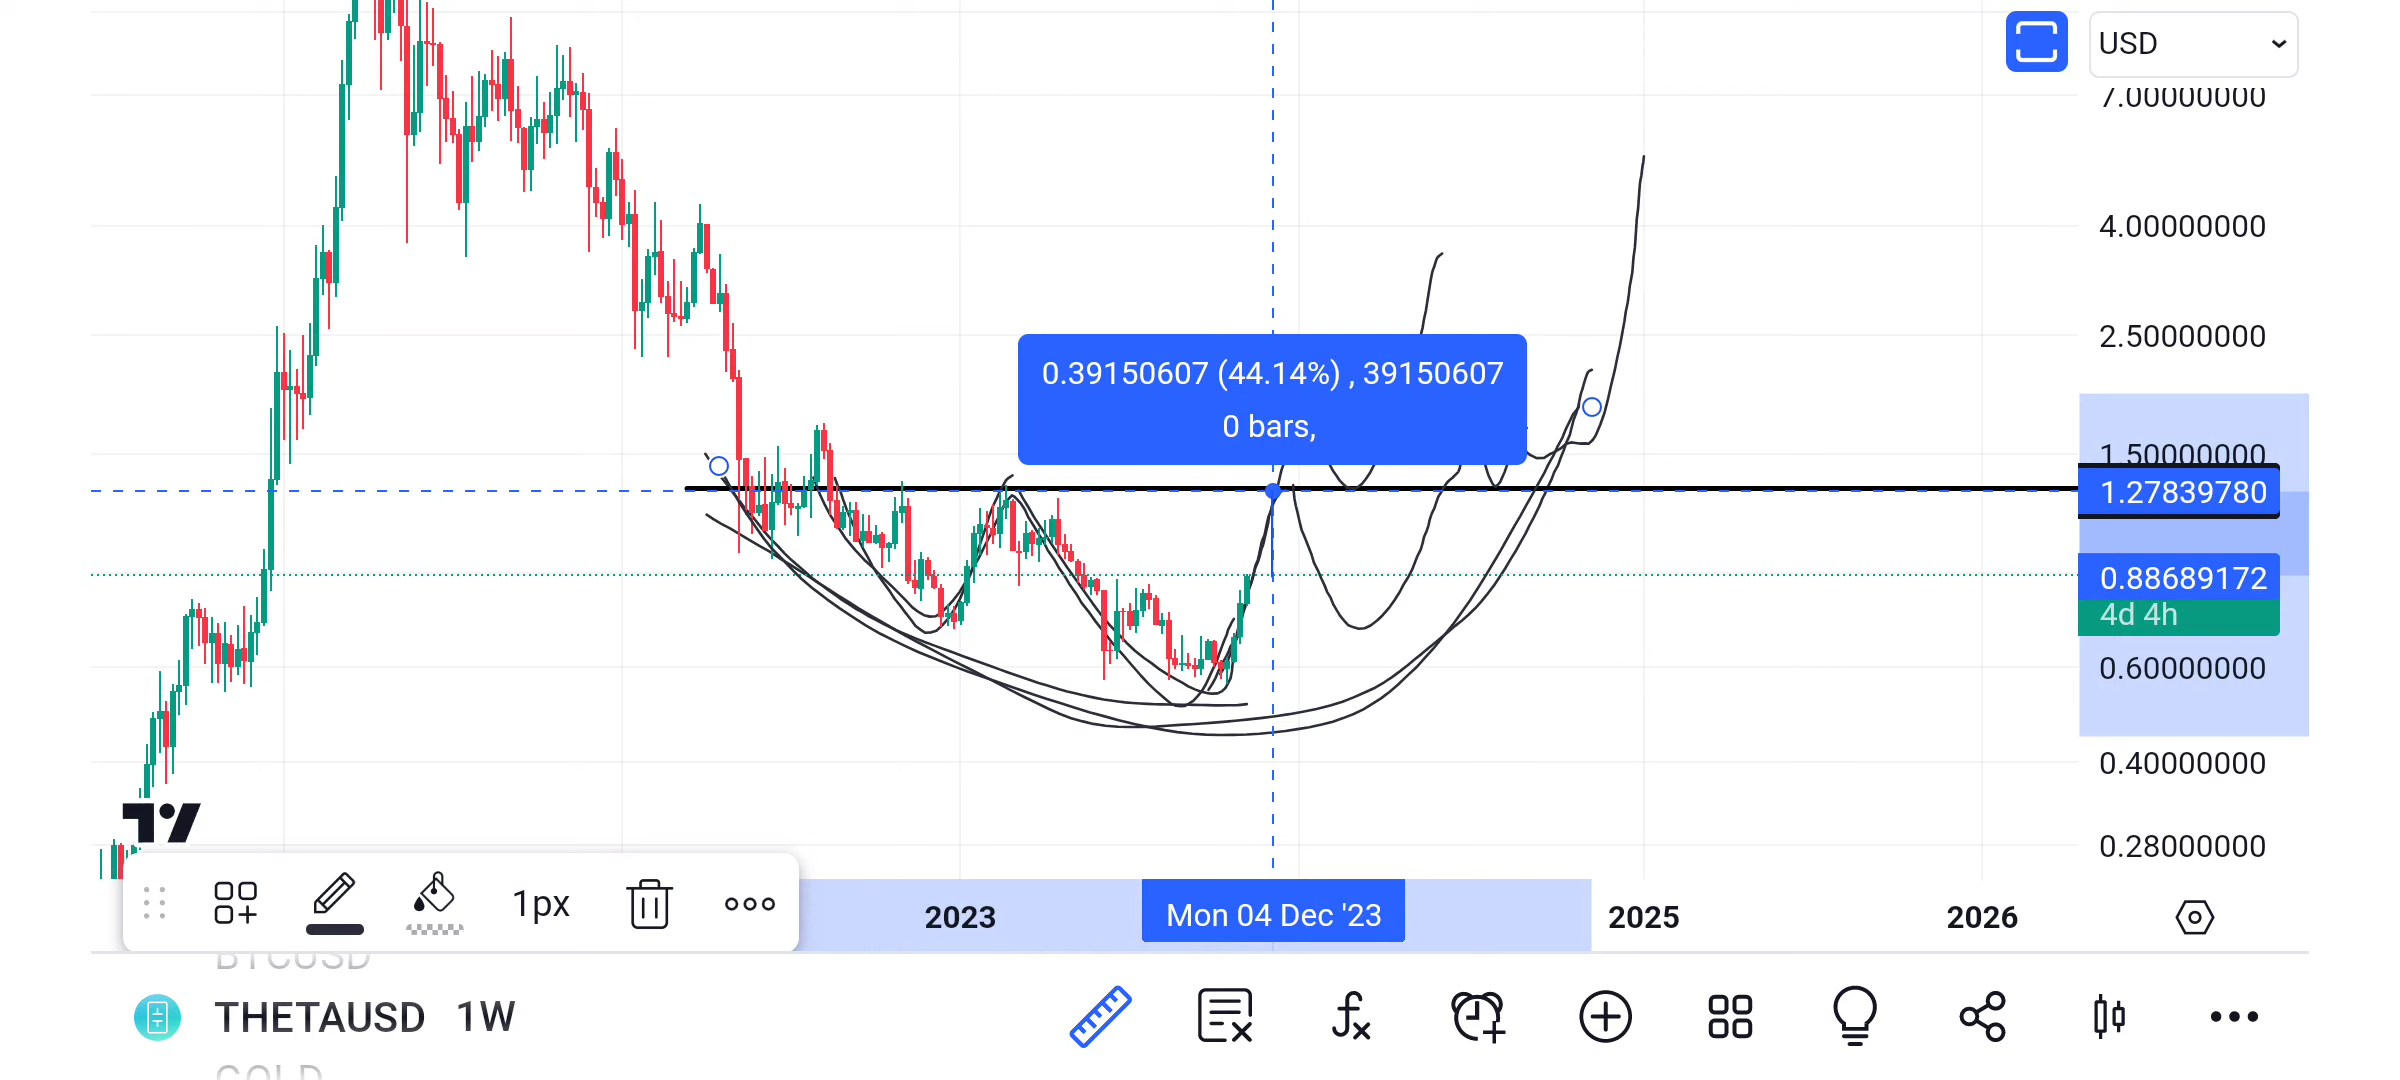 USD
7.00000000
4.00000000
0.39150607 (44.14%) , 39150607
0 bars,
2.50000000
1.50000000
1.27839780
0.88689172
4d 4h
0.60000000
0.40000000
0.28000000
1px
2023
Mon 04 Dec '23
2025
2026
BTCUSD
THETAUSD 1W
GOLD